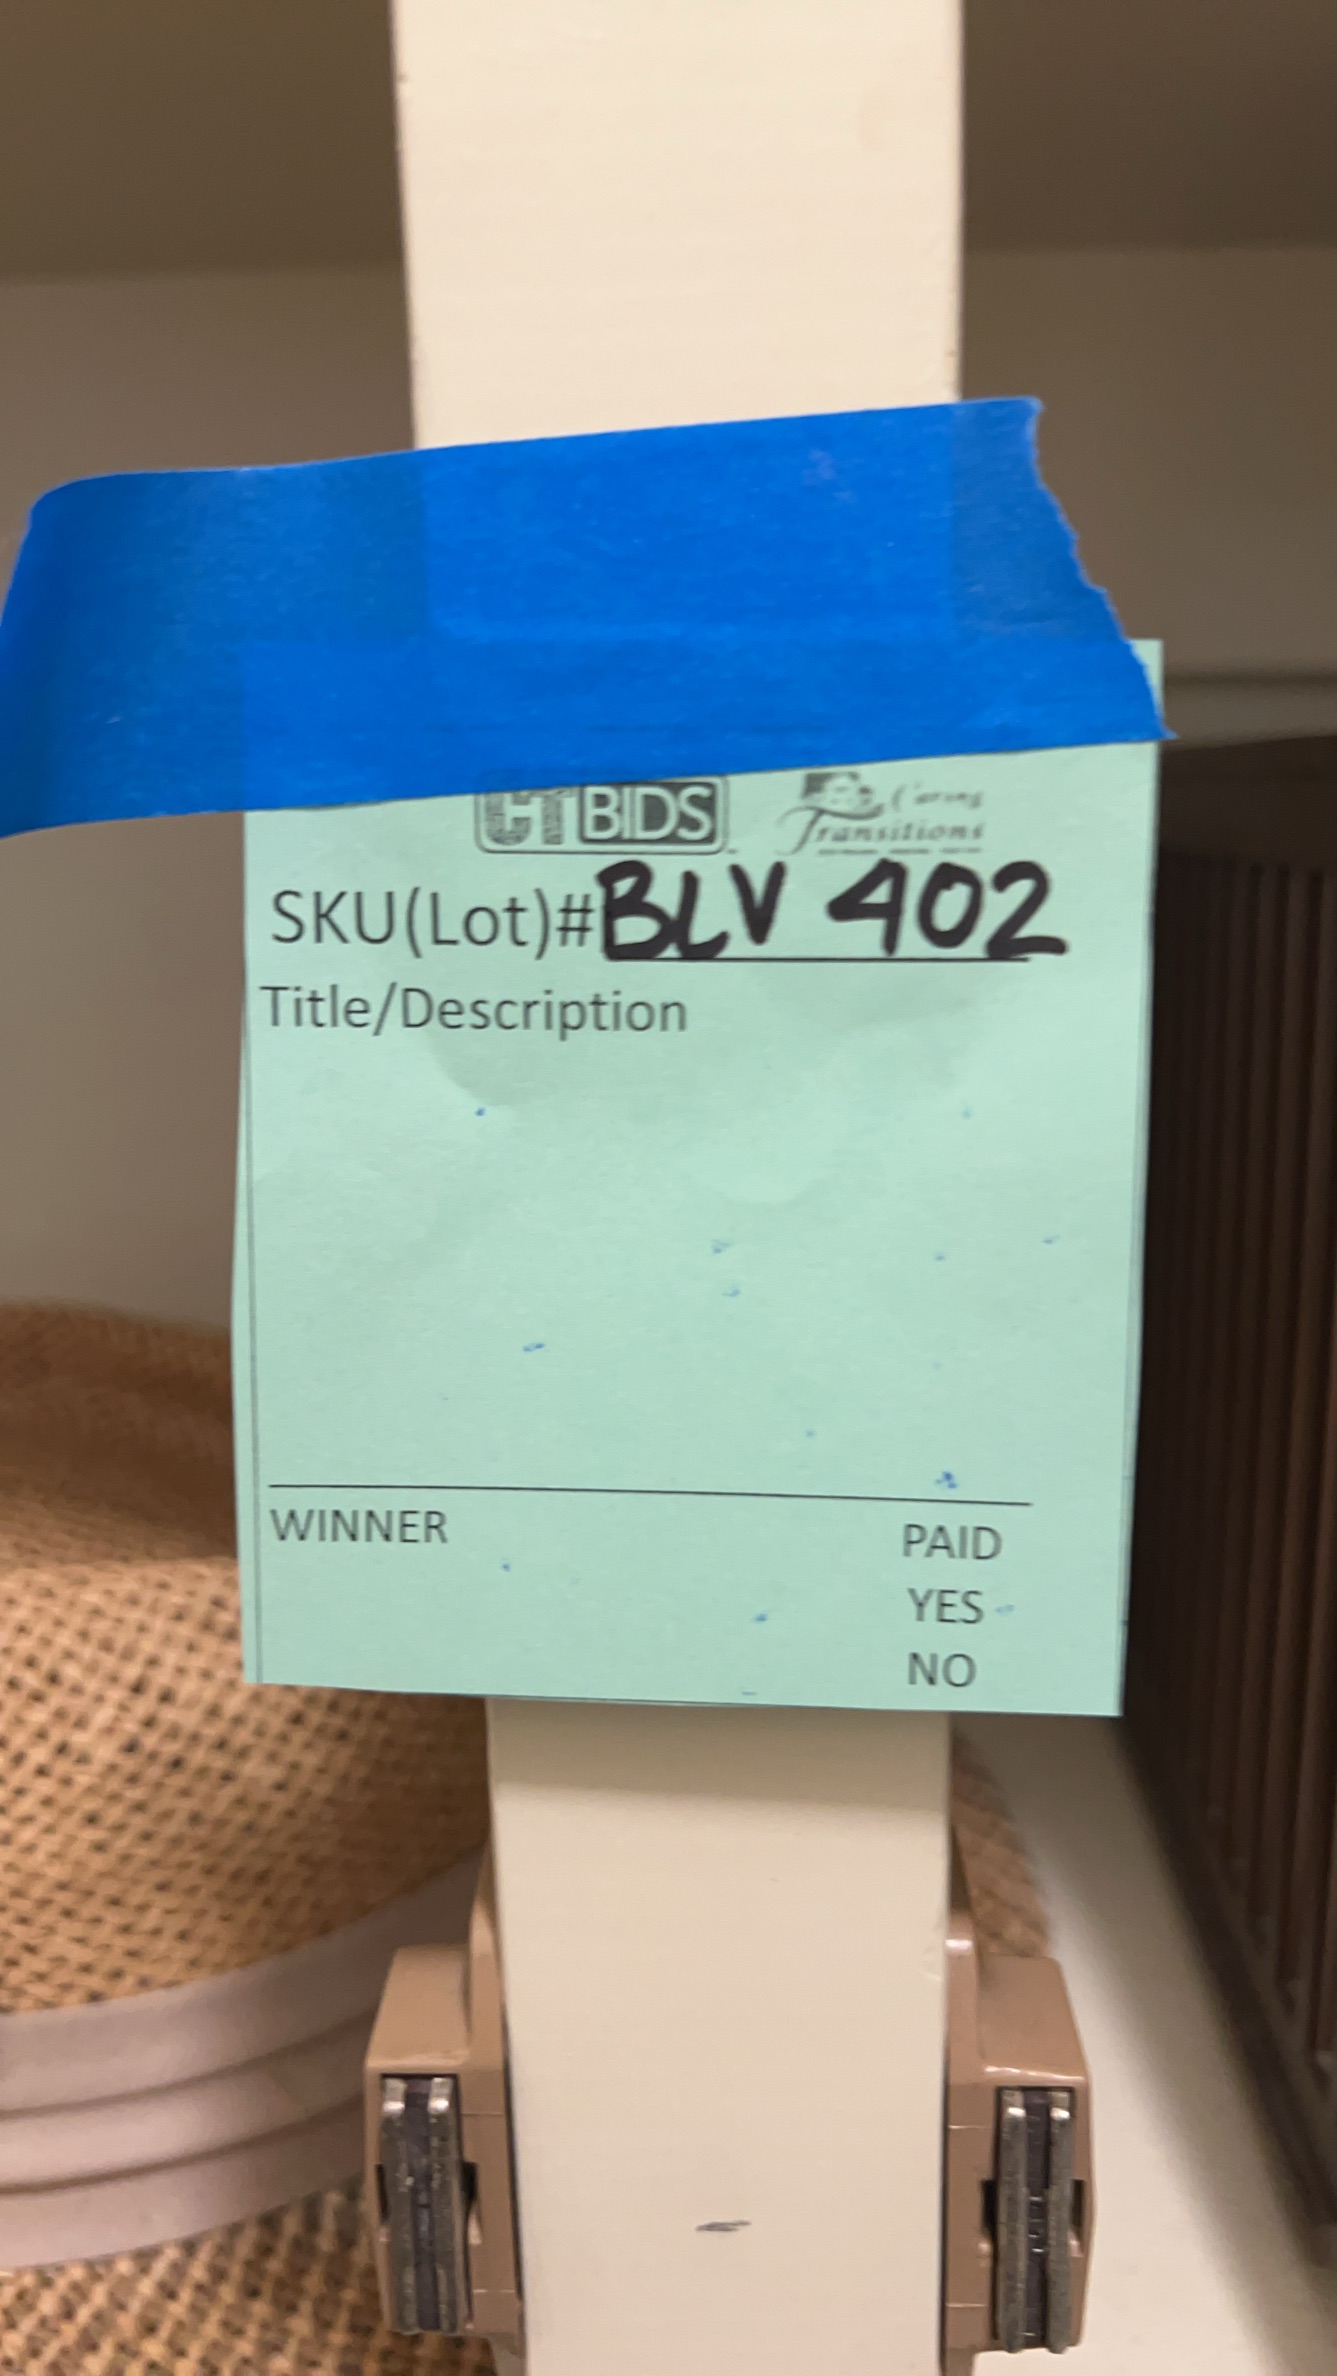 CTBIDS
Caring
Transitions
SKU(Lot)#BLV 402
Title/Description
WINNER
PAID
YES
NO